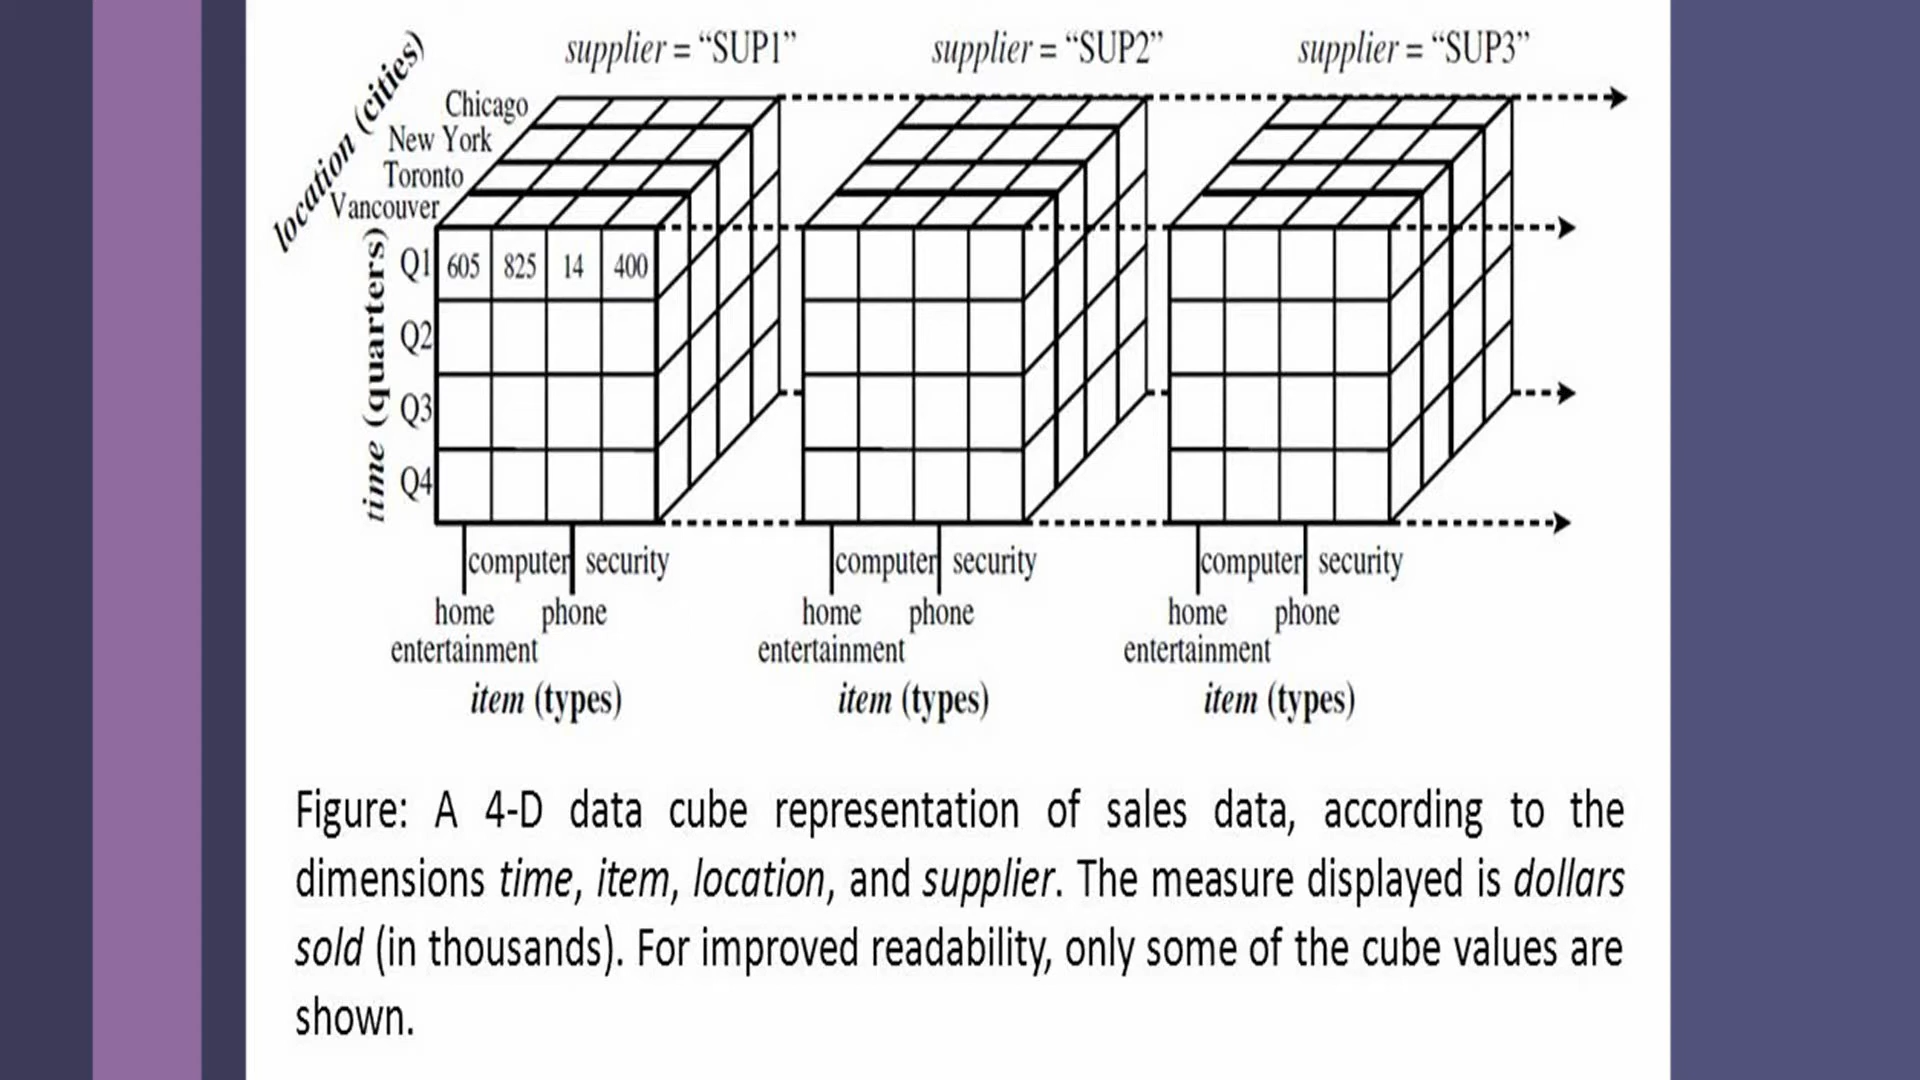 supplier = “SUP1” supplier = “SUP2” supplier = “SUP3”
location (cities)
Chicago
New York
Toronto
Vancouver
time (quarters)
Q1 605 825 14 400
Q2
Q3
Q4
computer security computer security computer security
home phone home phone home phone
entertainment entertainment entertainment
item (types) item (types) item (types)
Figure: A 4-D data cube representation of sales data, according to the
dimensions time, item, location, and supplier. The measure displayed is dollars
sold (in thousands). For improved readability, only some of the cube values are
shown.